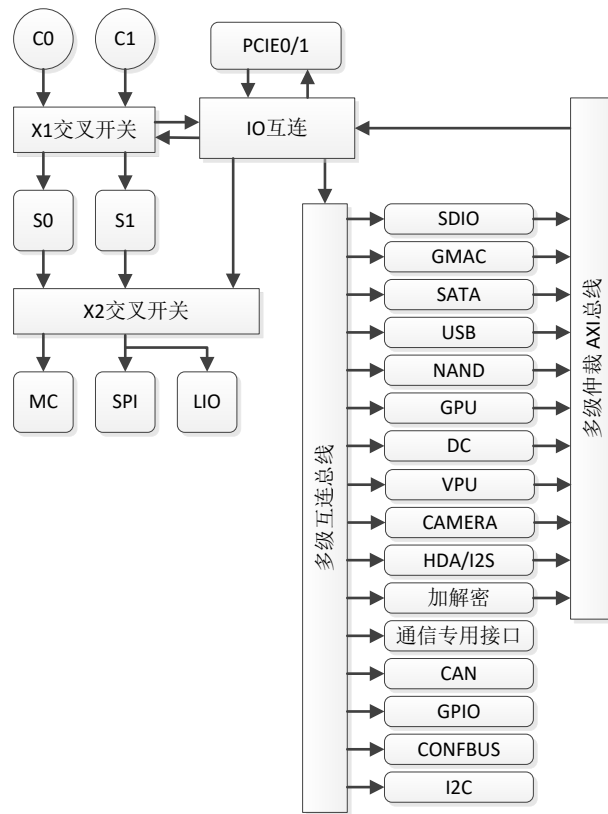 C0
C1
PCIE0/1
X1交叉开关
IO互连
S0
S1
X2交叉开关
MC
SPI
LIO
多级互连总线
SDIO
GMAC
SATA
USB
NAND
GPU
DC
VPU
CAMERA
HDA/I2S
加解密
通信专用接口
CAN
GPIO
CONFBUS
I2C
多级仲裁 AXI总线